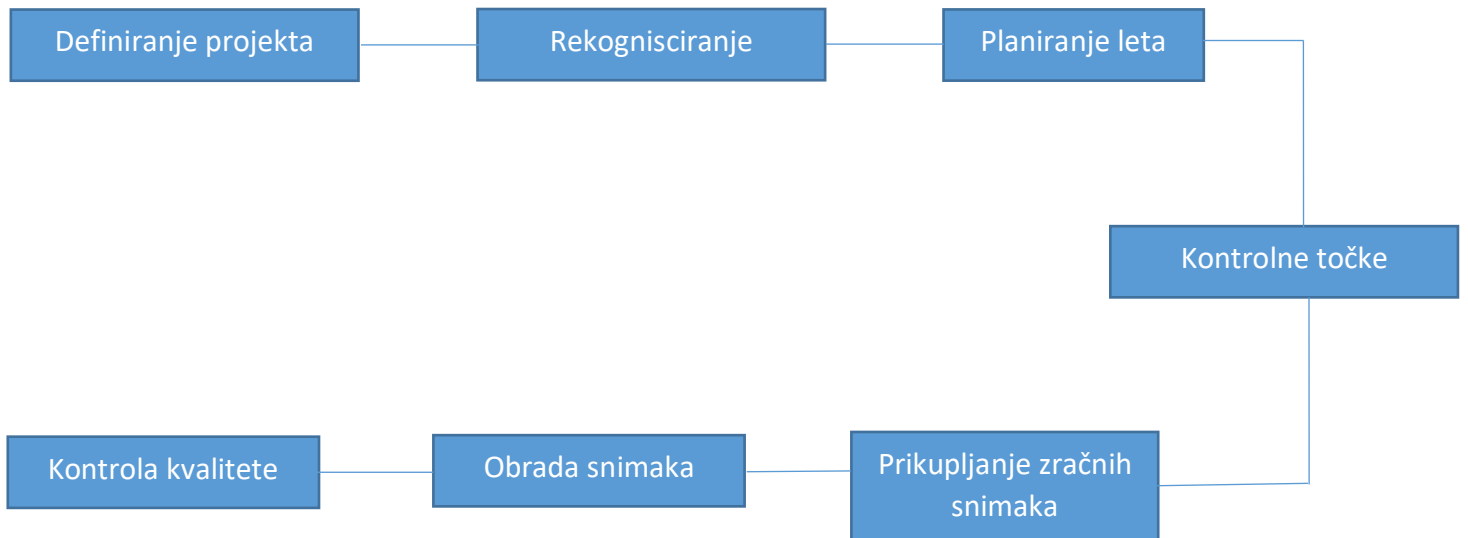 Definiranje projekta
Rekognisciranje
Planiranje leta
Kontrolne točke
Prikupljanje zračnih
snimaka
Obrada snimaka
Kontrola kvalitete